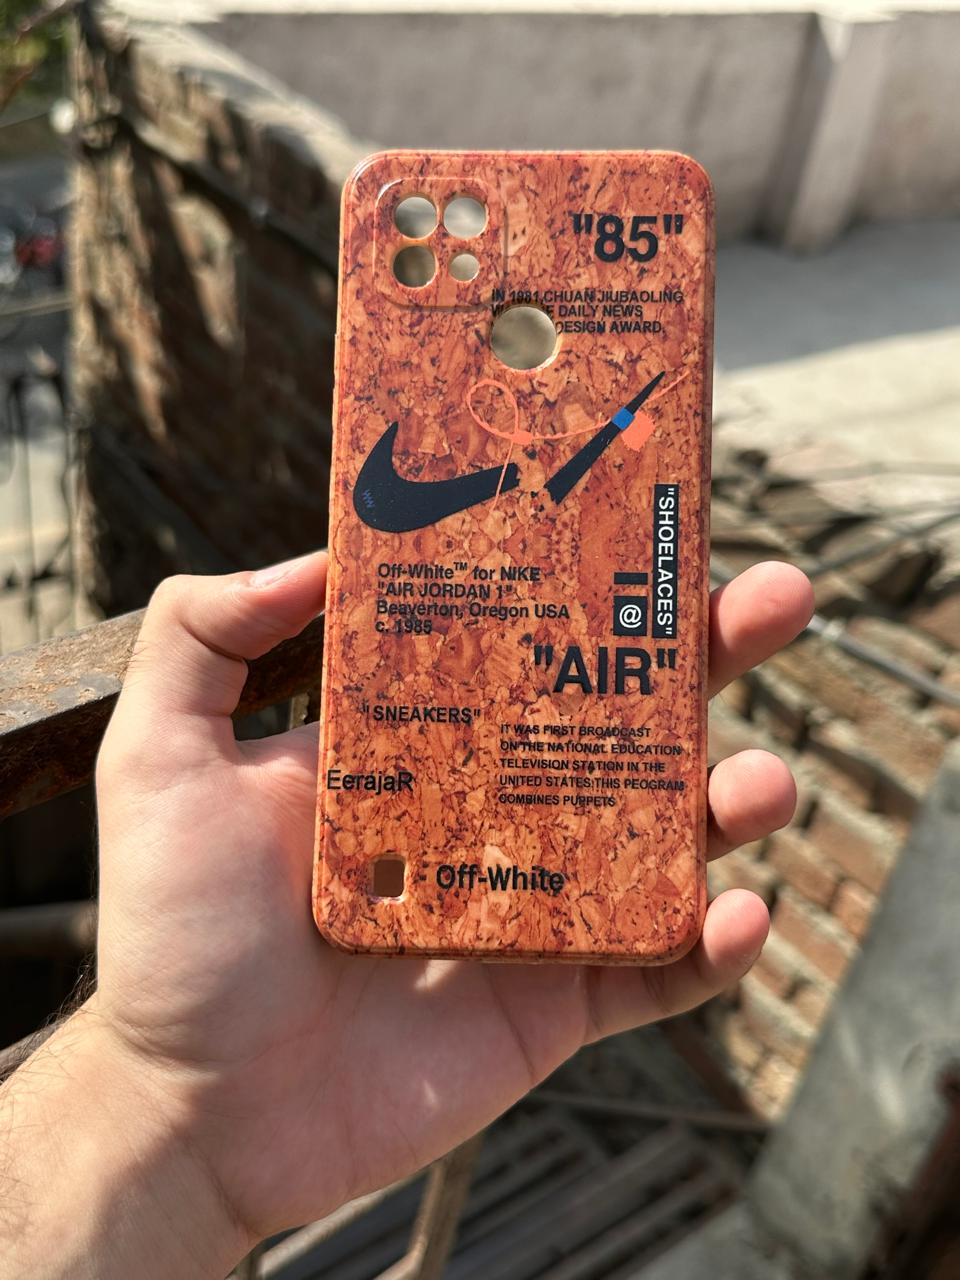 "85"
IN 1981,CHUAN JIUBAOLING
DAILY NEWS
DESIGN AWARD.
"SHOELACES"
Off-White™ for NIKE
"AIR JORDAN 1"
Beaverton, Oregon USA
c. 1985
@
"AIR"
"SNEAKERS"
IT WAS FIRST BROADCAST
ON THE NATIONAL EDUCATION
TELEVISION STATION IN THE
UNITED STATES:THIS PEOGRAM
COMBINES PUPPETS
EerajaR
Off-White